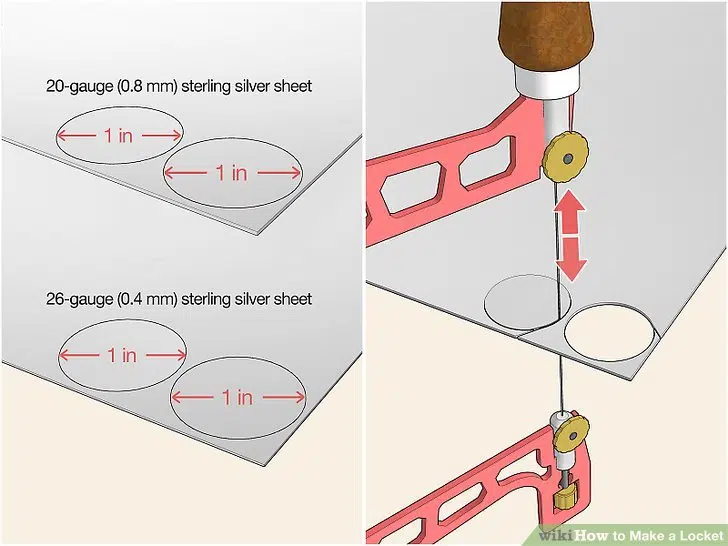 20-gauge (0.8 mm) sterling silver sheet
1 in
1 in
26-gauge (0.4 mm) sterling silver sheet
1 in
1 in
wikiHow to Make a Locket